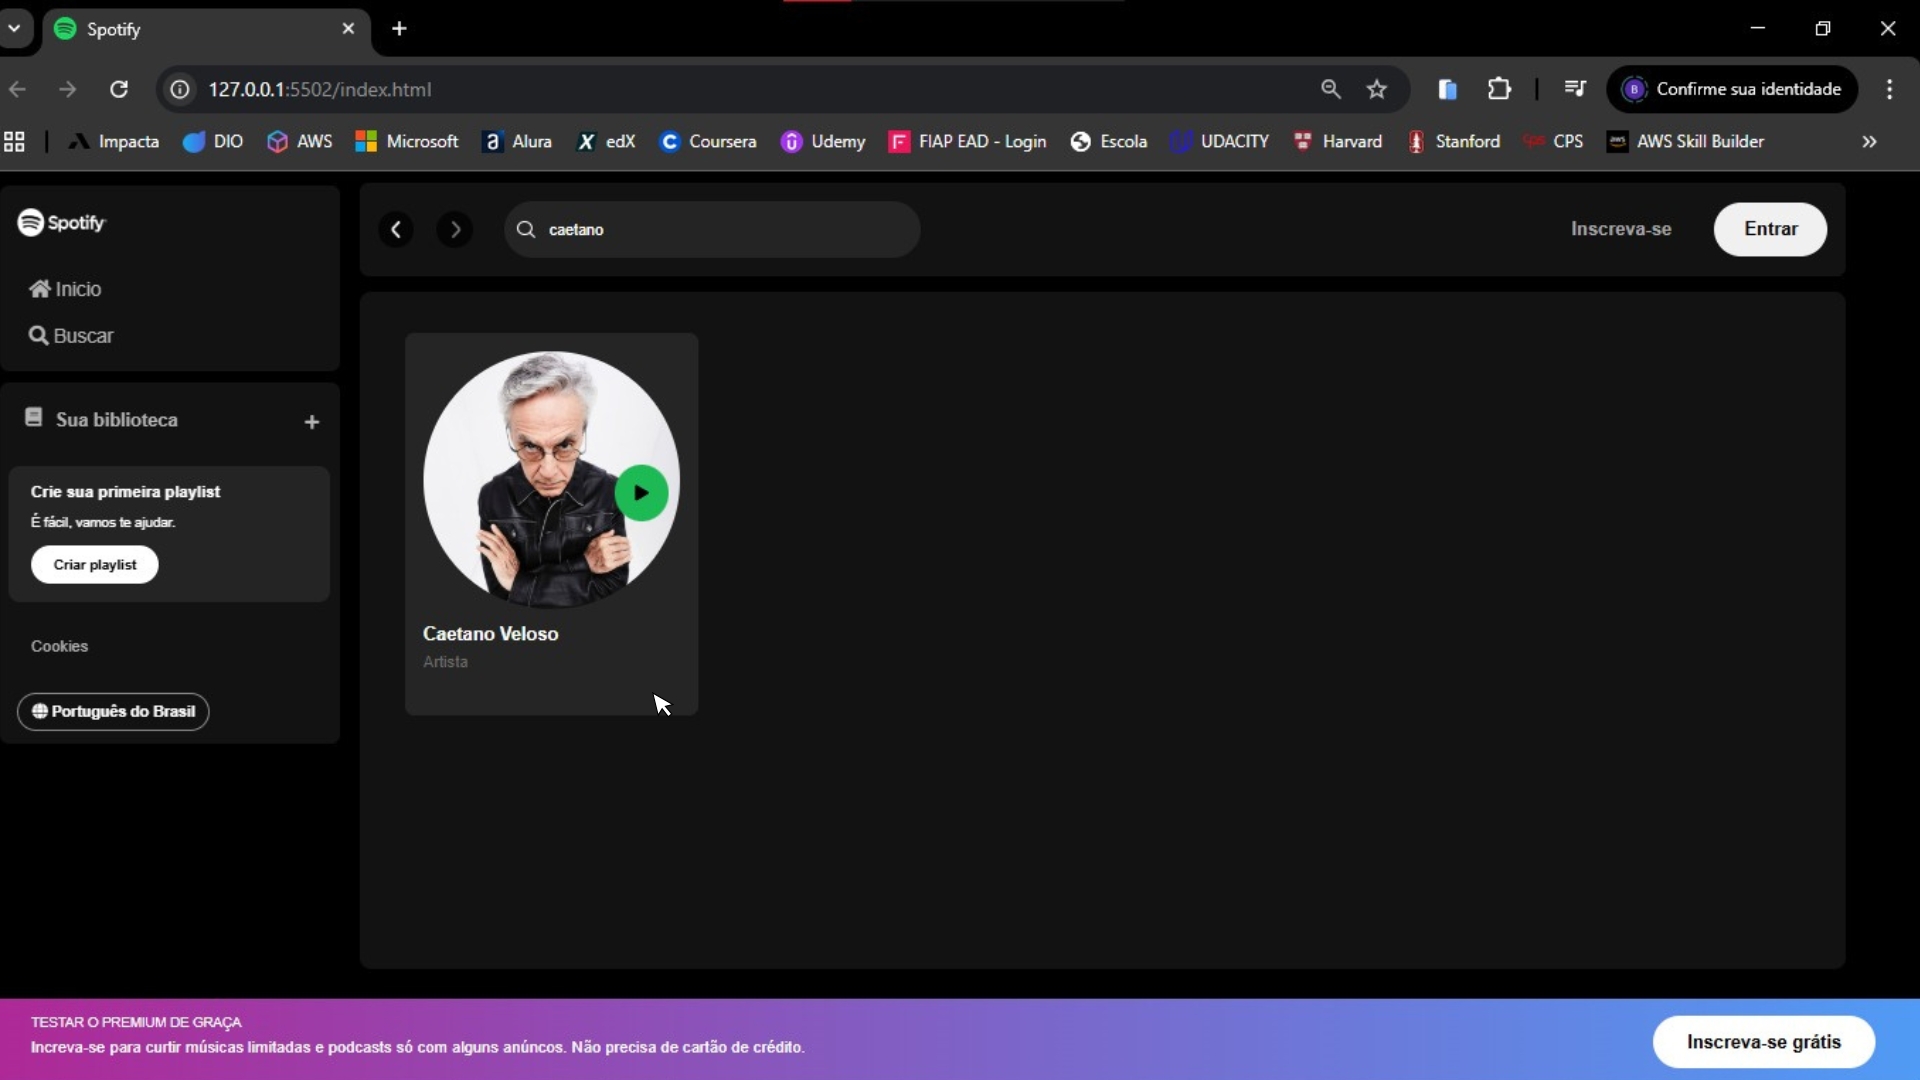 Spotify
127.0.0.1:5502/index.html
B Confirme sua identidade
Impacta DIO AWS Microsoft Alura edX Coursera Udemy FIAP EAD - Login Escola UDACITY Harvard Stanford CPS AWS Skill Builder
Spotify
Inicio
Buscar
caetano
Inscreva-se
Entrar
Sua biblioteca
Crie sua primeira playlist
É fácil, vamos te ajudar.
Criar playlist
Cookies
Português do Brasil
Caetano Veloso
Artista
TESTAR O PREMIUM DE GRAÇA
Increva-se para curtir músicas limitadas e podcasts só com alguns anúncos. Não precisa de cartão de crédito.
Inscreva-se grátis